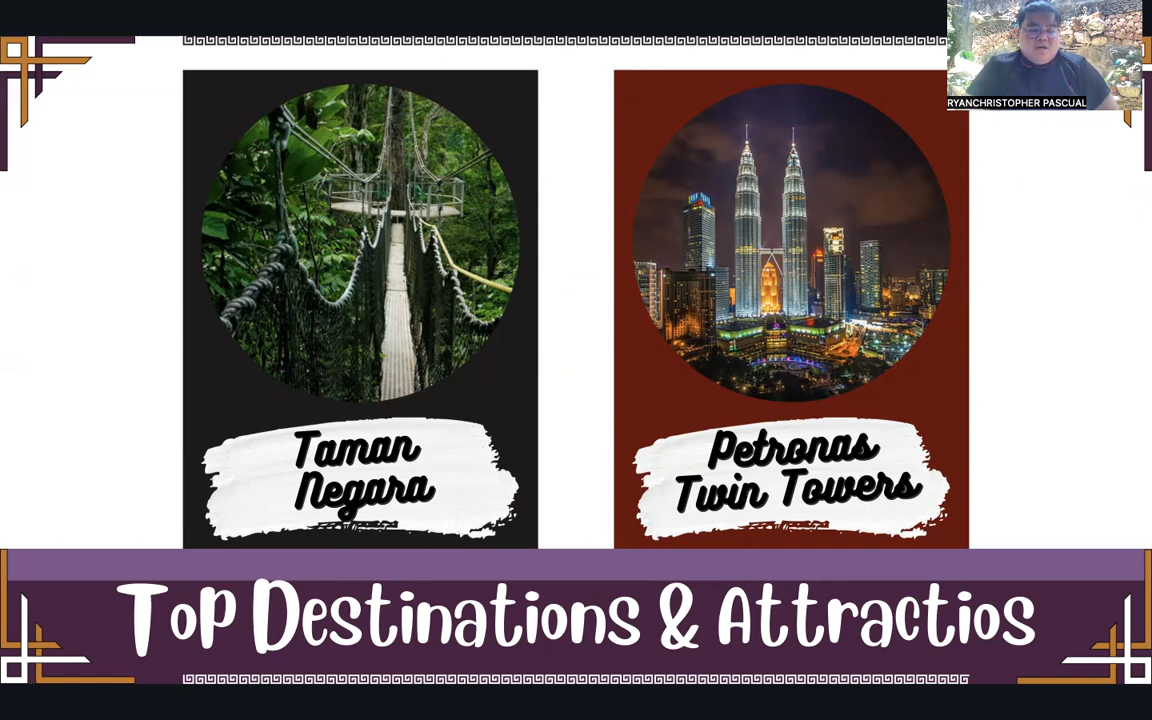 RYANCHRISTOPHER PASCUAL
Taman
Negara
Petronas
Twin Towers
Top Destinations & Attractios